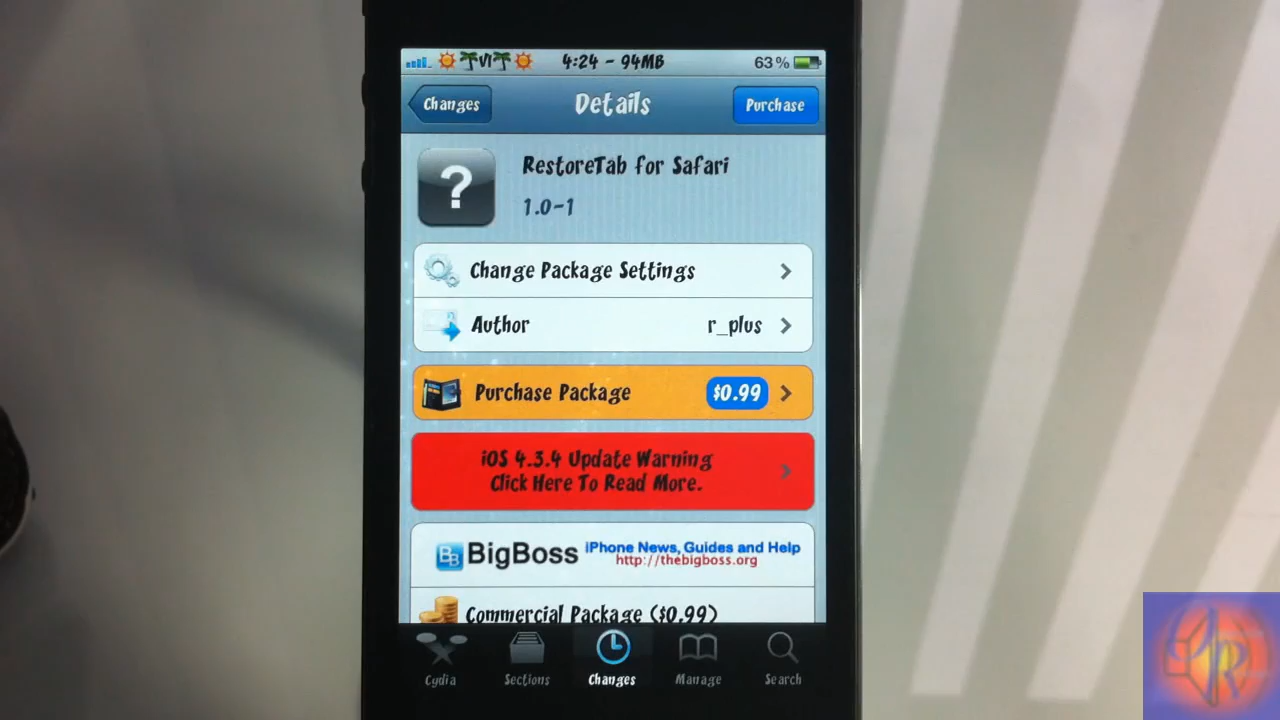 VI 4:24 - 94MB 63%
Changes Details Purchase
?
RestoreTab for Safari
1.0-1
Change Package Settings
Author r_plus
Purchase Package $0.99
iOS 4.3.4 Update Warning
Click Here To Read More.
BB BigBoss iPhone News, Guides and Help
http://thebigboss.org
Commercial Package ($0.99)
Cydia Sections Changes Manage Search